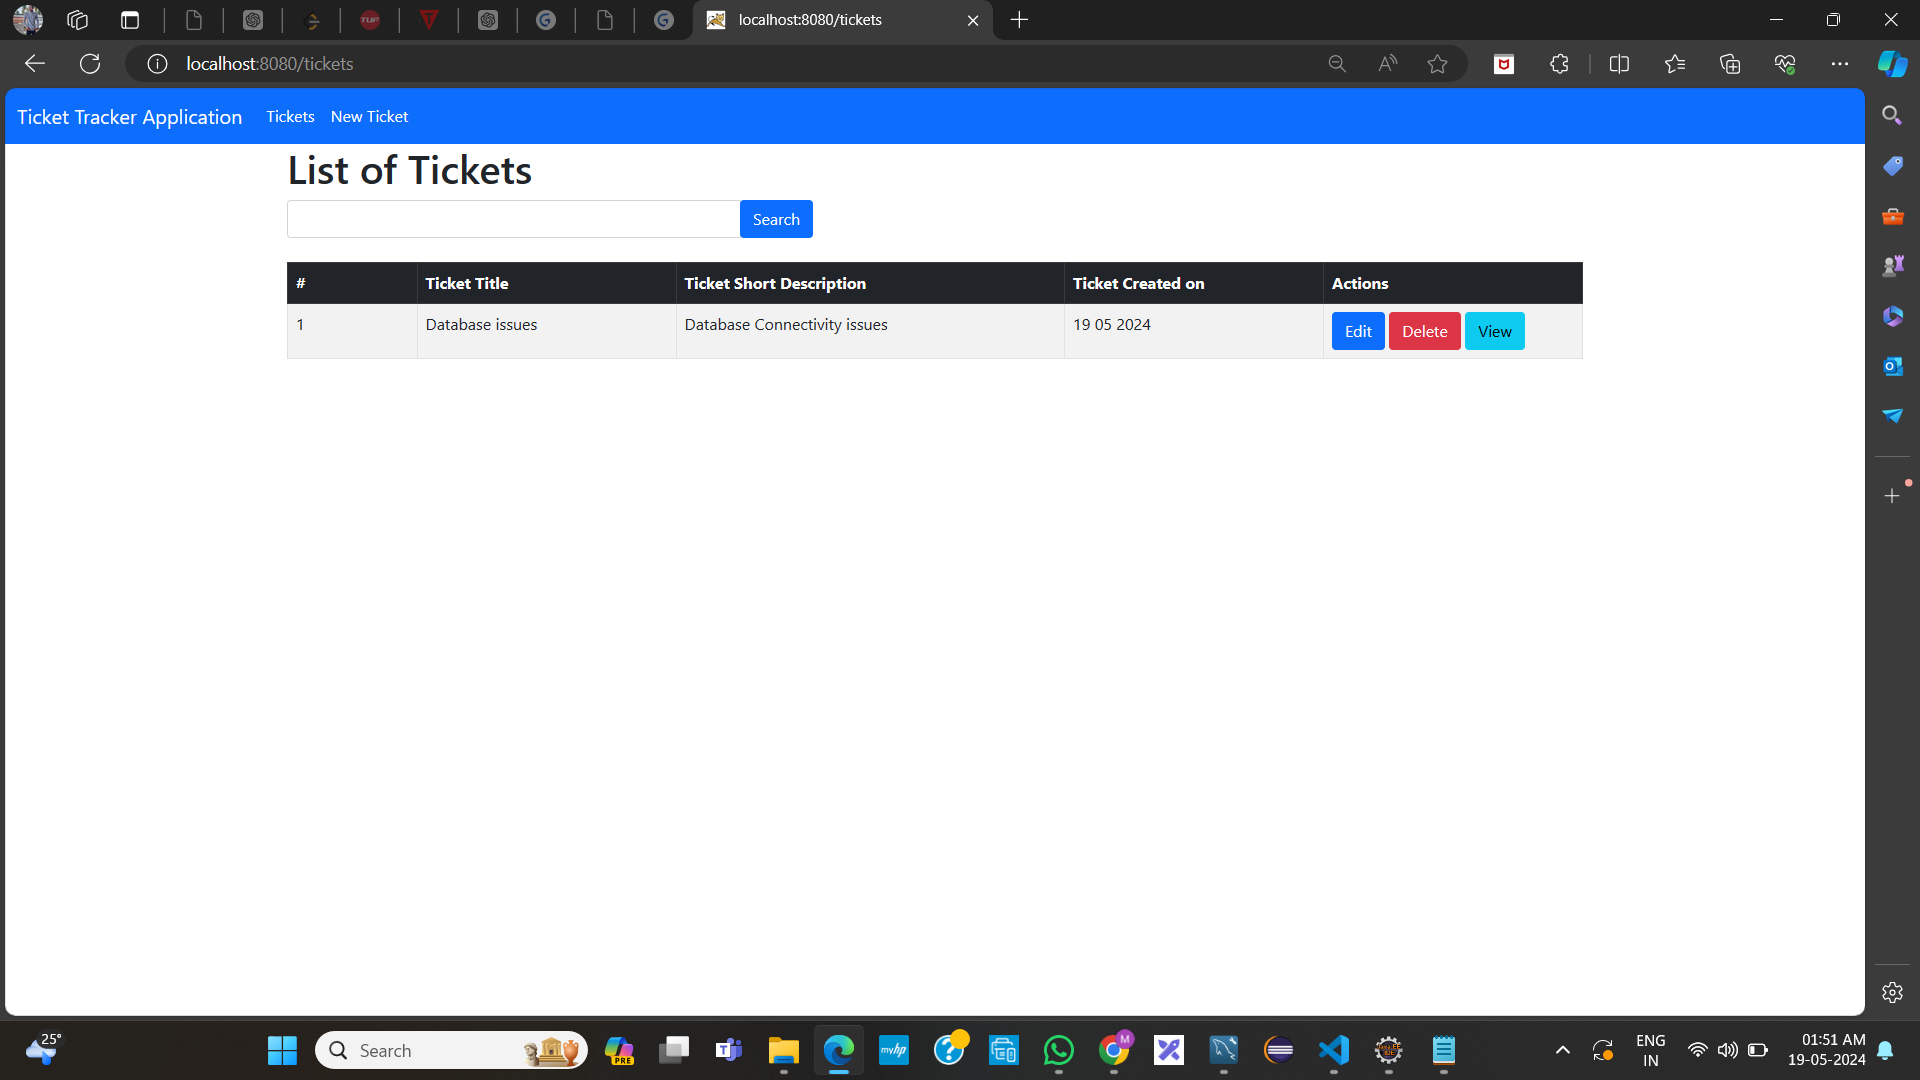 localhost:8080/tickets
localhost:8080/tickets
Ticket Tracker Application Tickets New Ticket
List of Tickets
Search
# Ticket Title Ticket Short Description Ticket Created on Actions
1 Database issues Database Connectivity issues 19 05 2024 Edit Delete View
25°
Search
PRE
myhp
M
ENG
IN
01:51 AM
19-05-2024